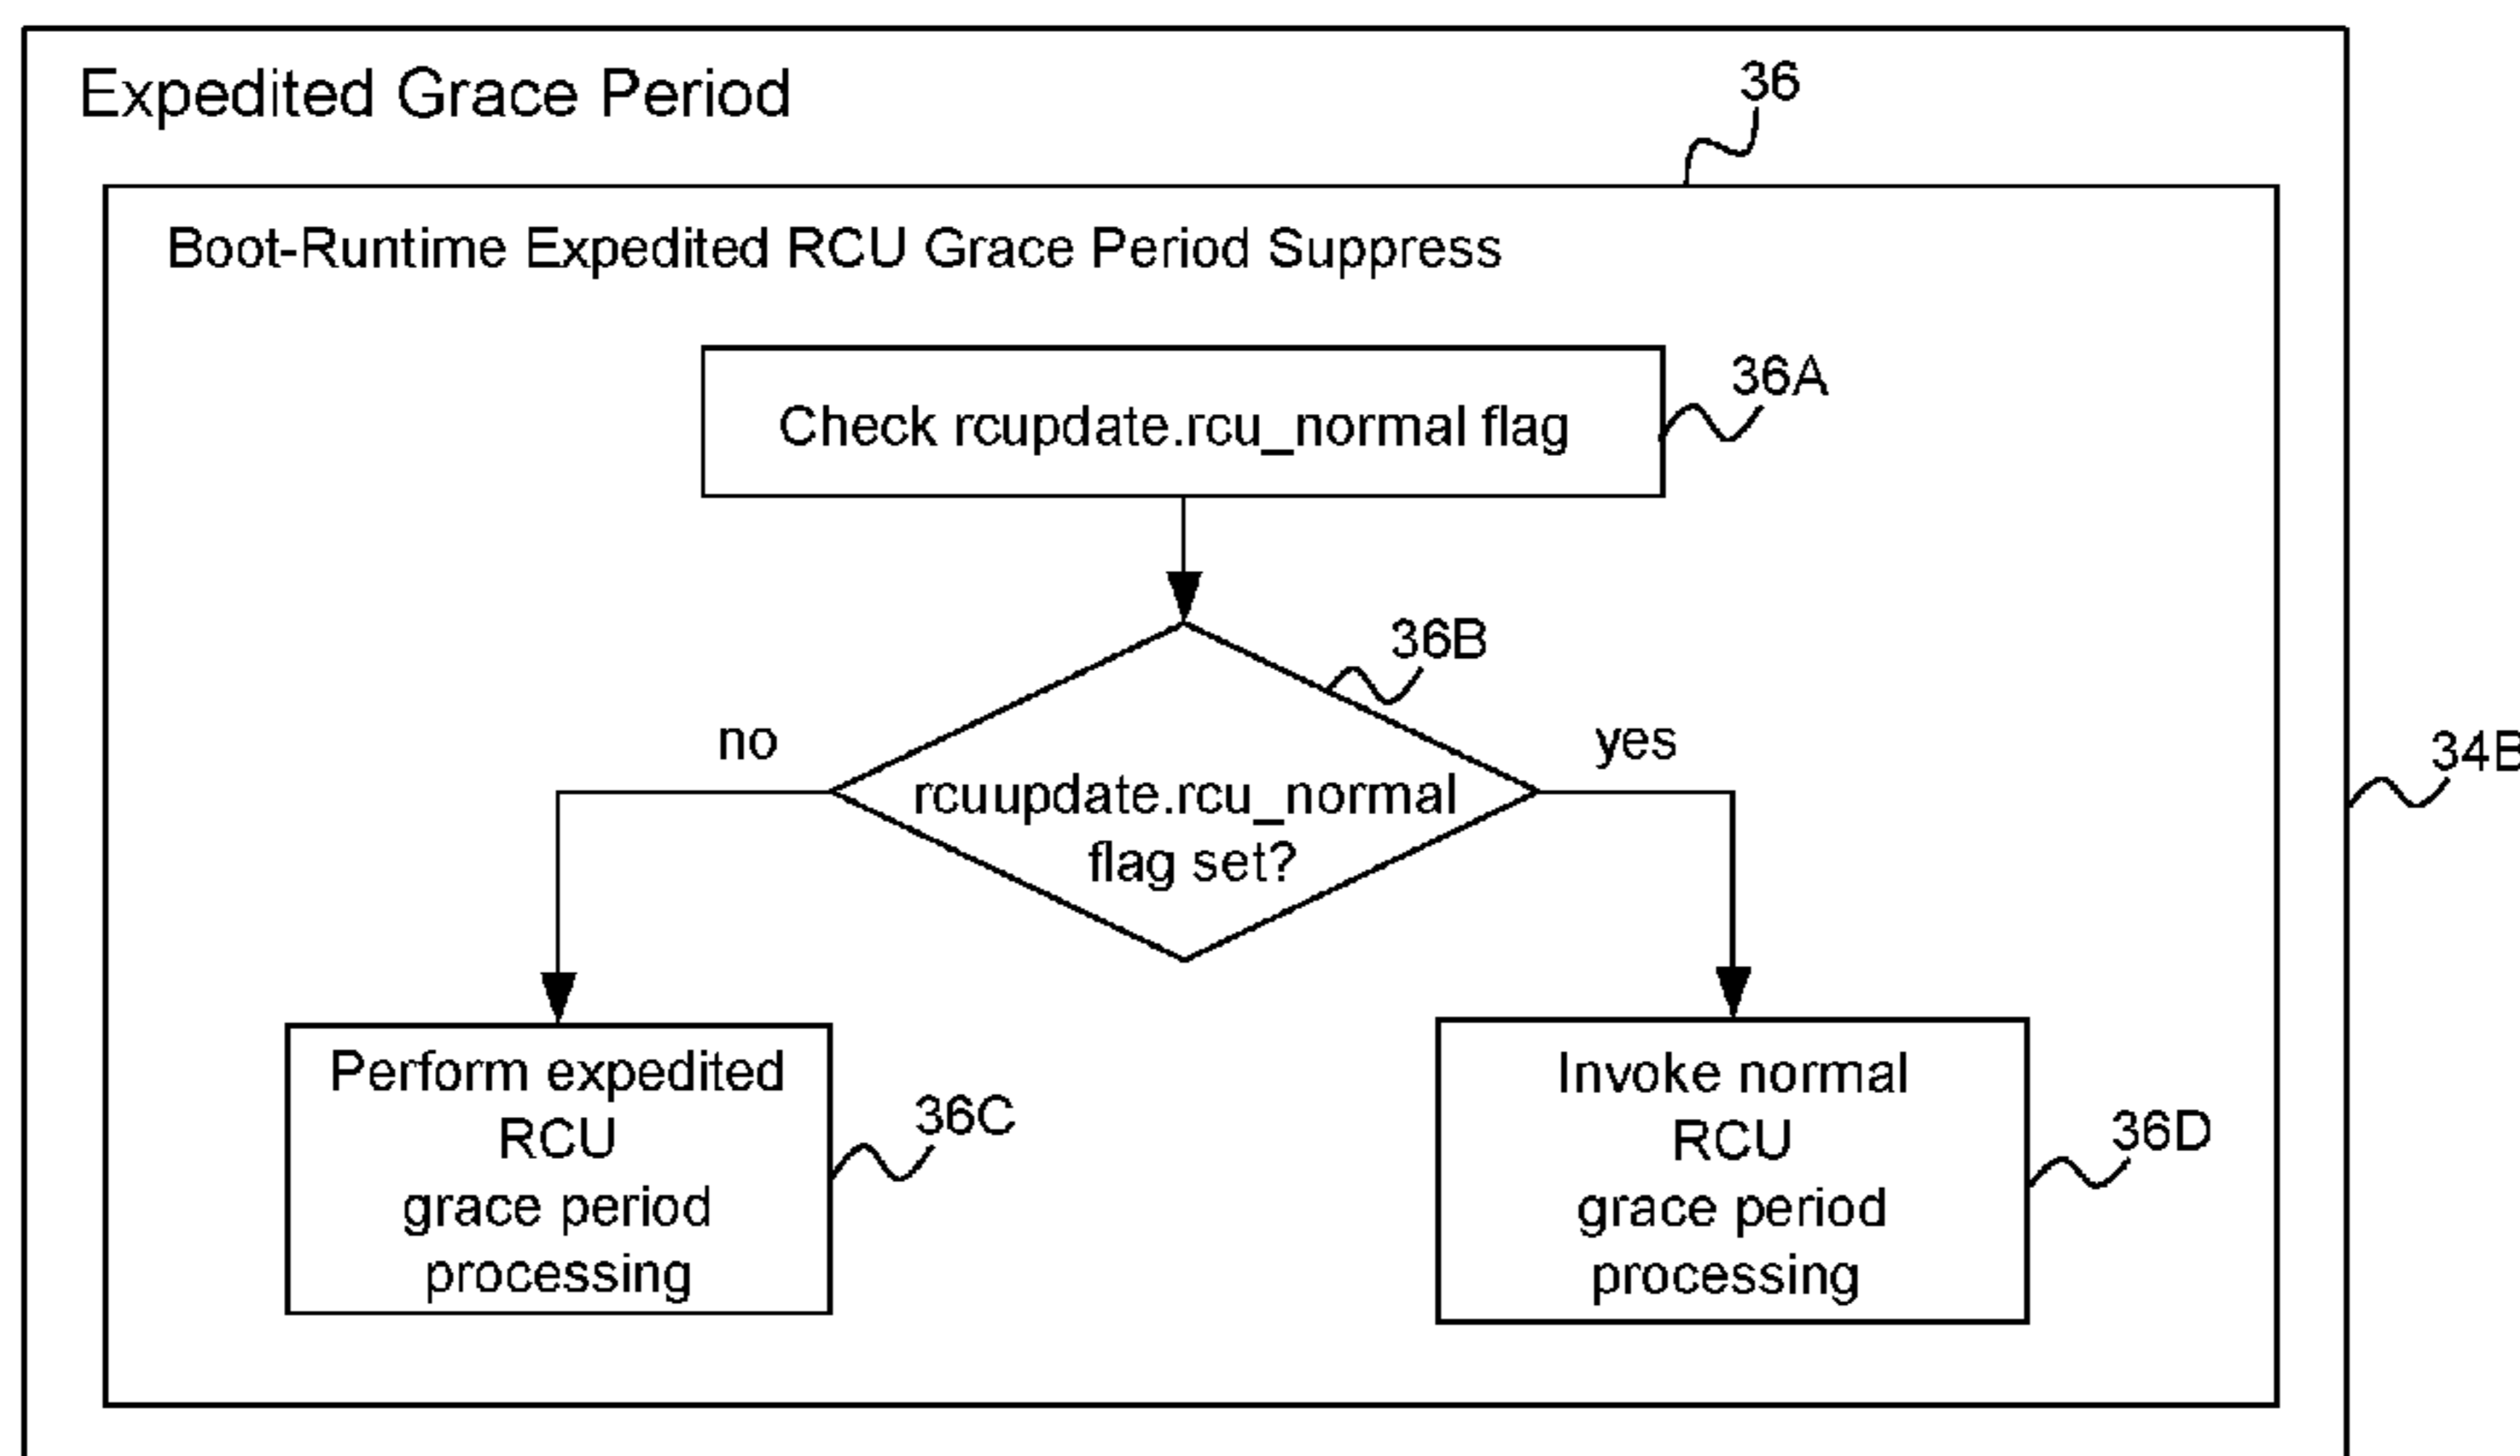 Expedited Grace Period
36
Boot-Runtime Expedited RCU Grace Period Suppress
Check rcupdate.rcu_normal flag
36A
36B
no
yes
rcuupdate.rcu_normal
flag set?
34B
Perform expedited
RCU
grace period
processing
36C
Invoke normal
RCU
grace period
processing
36D